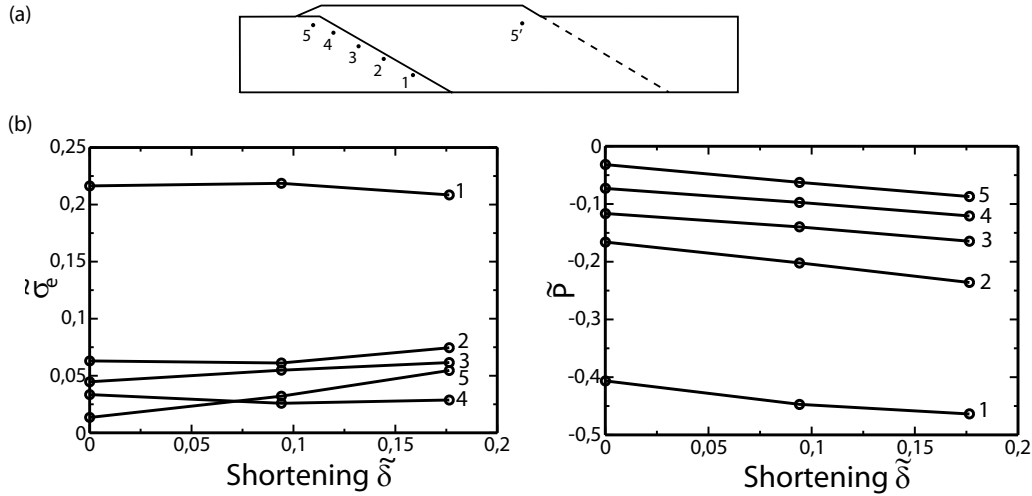 (a)
5 4 3 2 1 5′
(b)
0,25
0,2
0,25
0,1
0,05
0
σ̃e
1
2
3
5
4
0 0,05 0,1 0,15 0,2
Shortening δ̃
0
-0,1
-0,2
-0,3
-0,4
-0,5
P̃
5
4
3
2
1
0 0,05 0,1 0,15 0,2
Shortening δ̃